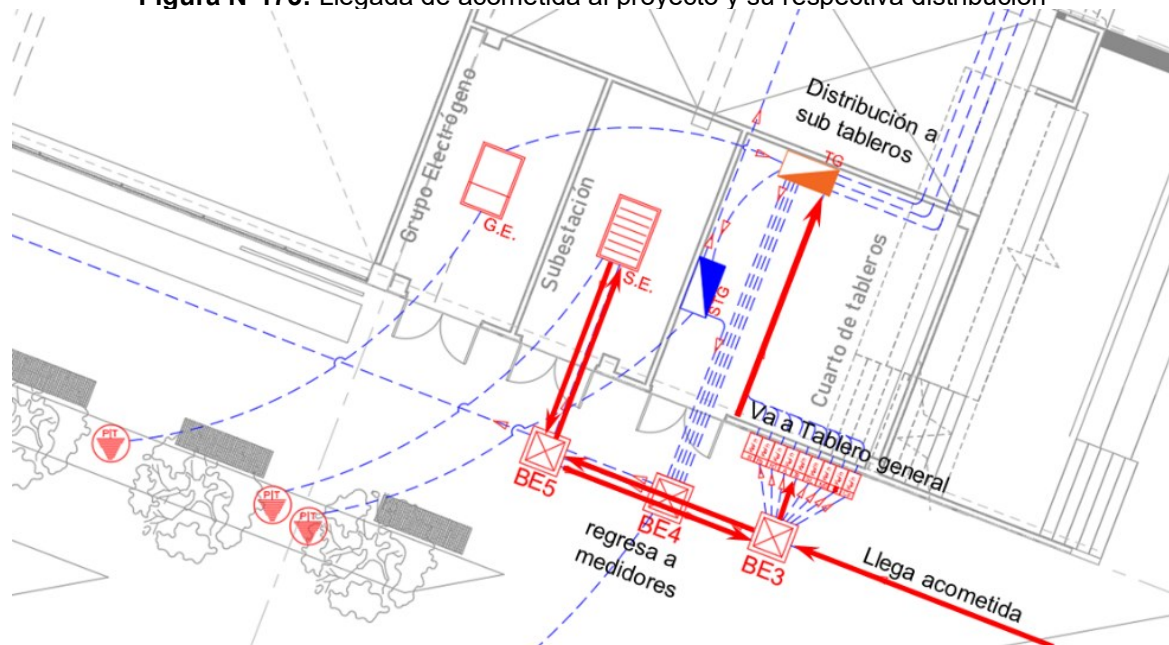 Figura N°175: Llegada de acometida al proyecto y su respectiva distribución
Distribución a
sub tableros
TG
Grupo Electrógeno
G.E.
Subestación
S.E.
STG
Cuarto de tableros
Va a Tablero general
PIT
PIT
PIT
BE5
BE4
BE3
regresa a
medidores
Llega acometida